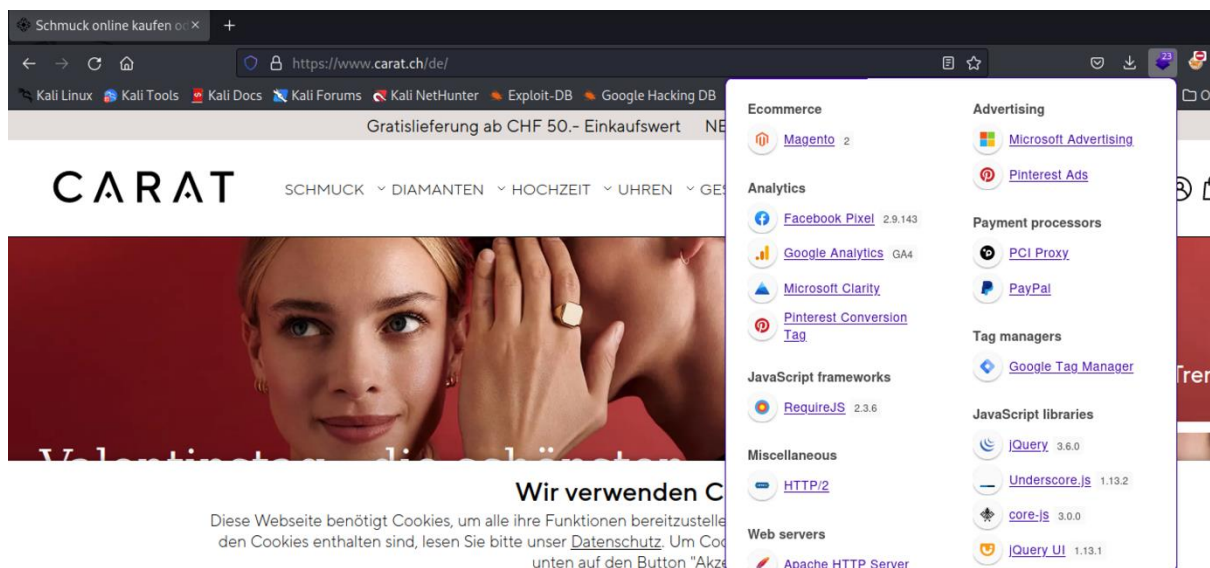 Schmuck online kaufen od
https://www.carat.ch/de/
23
Kali Linux Kali Tools Kali Docs Kali Forums Kali NetHunter Exploit-DB Google Hacking DB
Gratislieferung ab CHF 50.– Einkaufswert NE
CARAT
SCHMUCK DIAMANTEN HOCHZEIT UHREN GES
Wir verwenden C
Diese Webseite benötigt Cookies, um alle ihre Funktionen bereitzustelle
den Cookies enthalten sind, lesen Sie bitte unser Datenschutz. Um Coo
unten auf den Button "Akze
Ecommerce
Magento 2
Analytics
Facebook Pixel 2.9.143
Google Analytics GA4
Microsoft Clarity
Pinterest Conversion
Tag
JavaScript frameworks
RequireJS 2.3.6
Miscellaneous
HTTP/2
Web servers
Apache HTTP Server
Advertising
Microsoft Advertising
Pinterest Ads
Payment processors
PCI Proxy
PayPal
Tag managers
Google Tag Manager
JavaScript libraries
jQuery 3.6.0
Underscore.js 1.13.2
core-js 3.0.0
jQuery UI 1.13.1
Tren